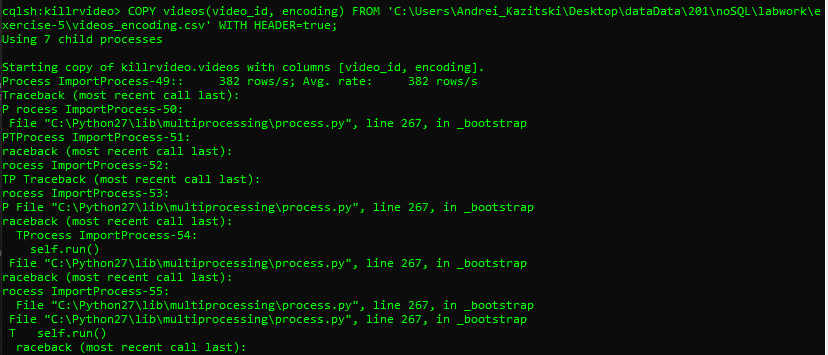 cqlsh:killrvideo> COPY videos(video_id, encoding) FROM 'C:\Users\Andrei_Kazitski\Desktop\dataData\201\noSQL\labwork\e
xercise-5\videos_encoding.csv' WITH HEADER=true;
Using 7 child processes
Starting copy of killrvideo.videos with columns [video_id, encoding].
Process ImportProcess-49::     382 rows/s; Avg. rate:     382 rows/s
Traceback (most recent call last):
P rocess ImportProcess-50:
 File "C:\Python27\lib\multiprocessing\process.py", line 267, in _bootstrap
PTProcess ImportProcess-51:
raceback (most recent call last):
rocess ImportProcess-52:
TP Traceback (most recent call last):
rocess ImportProcess-53:
P File "C:\Python27\lib\multiprocessing\process.py", line 267, in _bootstrap
raceback (most recent call last):
  TProcess ImportProcess-54:
    self.run()
 File "C:\Python27\lib\multiprocessing\process.py", line 267, in _bootstrap
raceback (most recent call last):
rocess ImportProcess-55:
  File "C:\Python27\lib\multiprocessing\process.py", line 267, in _bootstrap
 File "C:\Python27\lib\multiprocessing\process.py", line 267, in _bootstrap
 T   self.run()
  raceback (most recent call last):